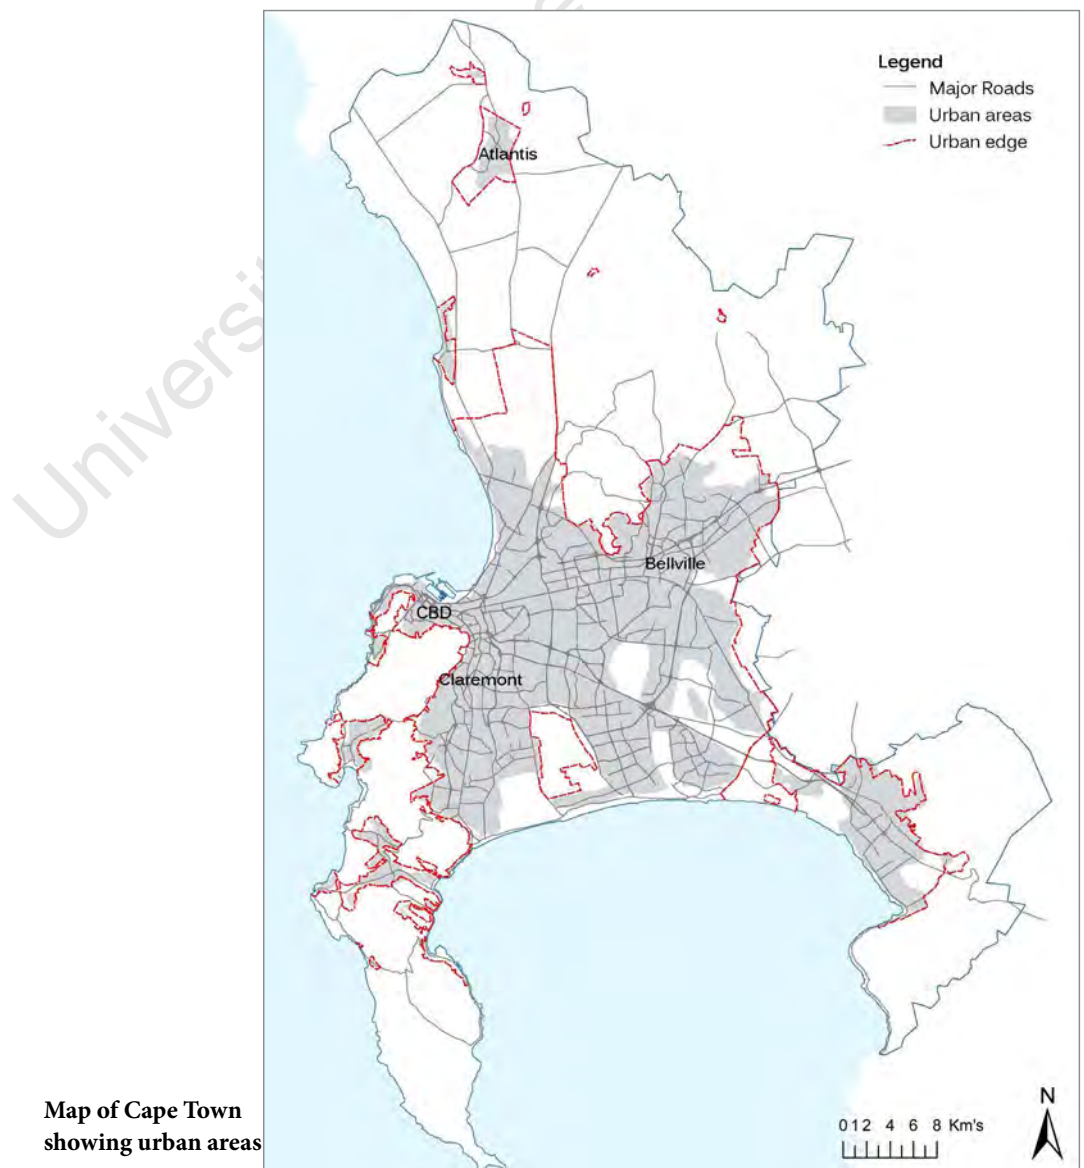 Legend
Major Roads
Urban areas
Urban edge
Atlantis
Bellville
CBD
Claremont
N
0 1 2 4 6 8 Km's
Map of Cape Town
showing urban areas
Universit